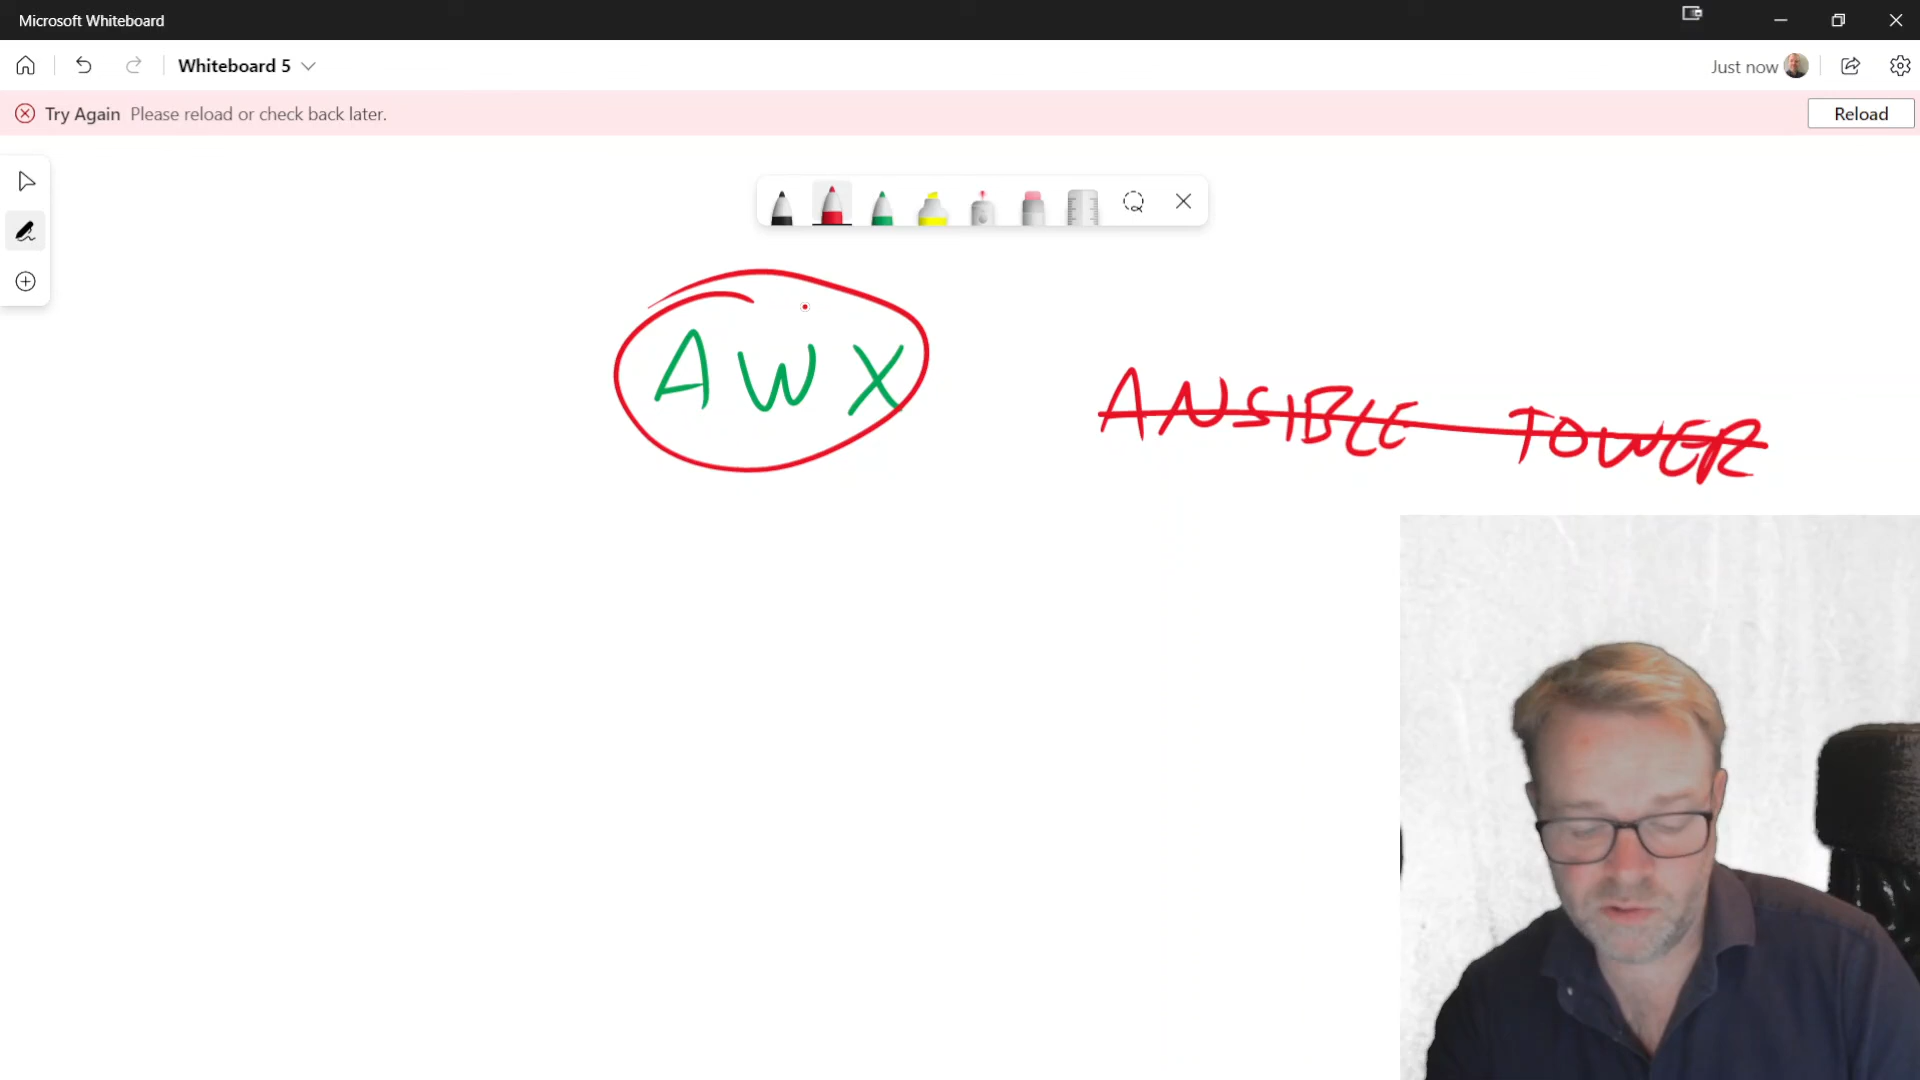 Microsoft Whiteboard
Whiteboard 5
Just now
Try Again Please reload or check back later.
Reload
AWX
ANSIBLE TOWER